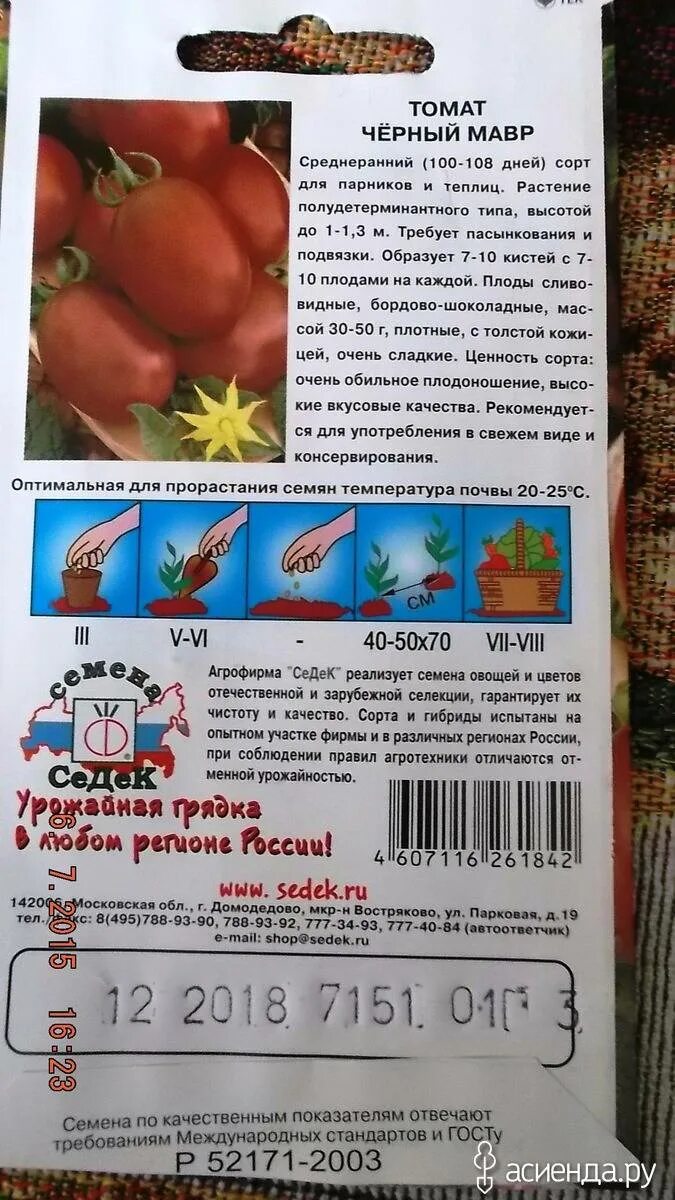 ТОМАТ
ЧЁРНЫЙ МАВР
Среднеранний (100-108 дней) сорт
для парников и теплиц. Растение
полудетерминантного типа, высотой
до 1-1,3 м. Требует пасынкования и
подвязки. Образует 7-10 кистей с 7-
10 плодами на каждой. Плоды сливо-
видные, бордово-шоколадные, мас-
сой 30-50 г, плотные, с толстой кожи-
цей, очень сладкие. Ценность сорта:
очень обильное плодоношение, высо-
кие вкусовые качества. Рекомендует-
ся для употребления в свежем виде и
консервирования.
Оптимальная для прорастания семян температура почвы 20-25°С.
см
III V-VI - 40-50х70 VII-VIII
семена
СеДеК
Агрофирма "СеДеК" реализует семена овощей и цветов
отечественной и зарубежной селекции, гарантирует их
чистоту и качество. Сорта и гибриды испытаны на
опытном участке фирмы и в различных регионах России,
при соблюдении правил агротехники отличаются от-
менной урожайностью.
Урожайная грядка
в любом регионе России!
4 607116 261842
www. sedek.ru
Московская обл., г. Домодедово, мкр-н Востряково, ул. Парковая, д.19
8(495)788-93-90, 788-93-92, 777-34-93, 777-40-84 (автоответчик)
e-mail: shop@sedek.ru
12 2018 7151 01Г 3
6. 7.2015 16:23
Семена по качественным показателям отвечают
требованиям Международных стандартов и ГОСТу
Р 52171-2003
асиенда.ру